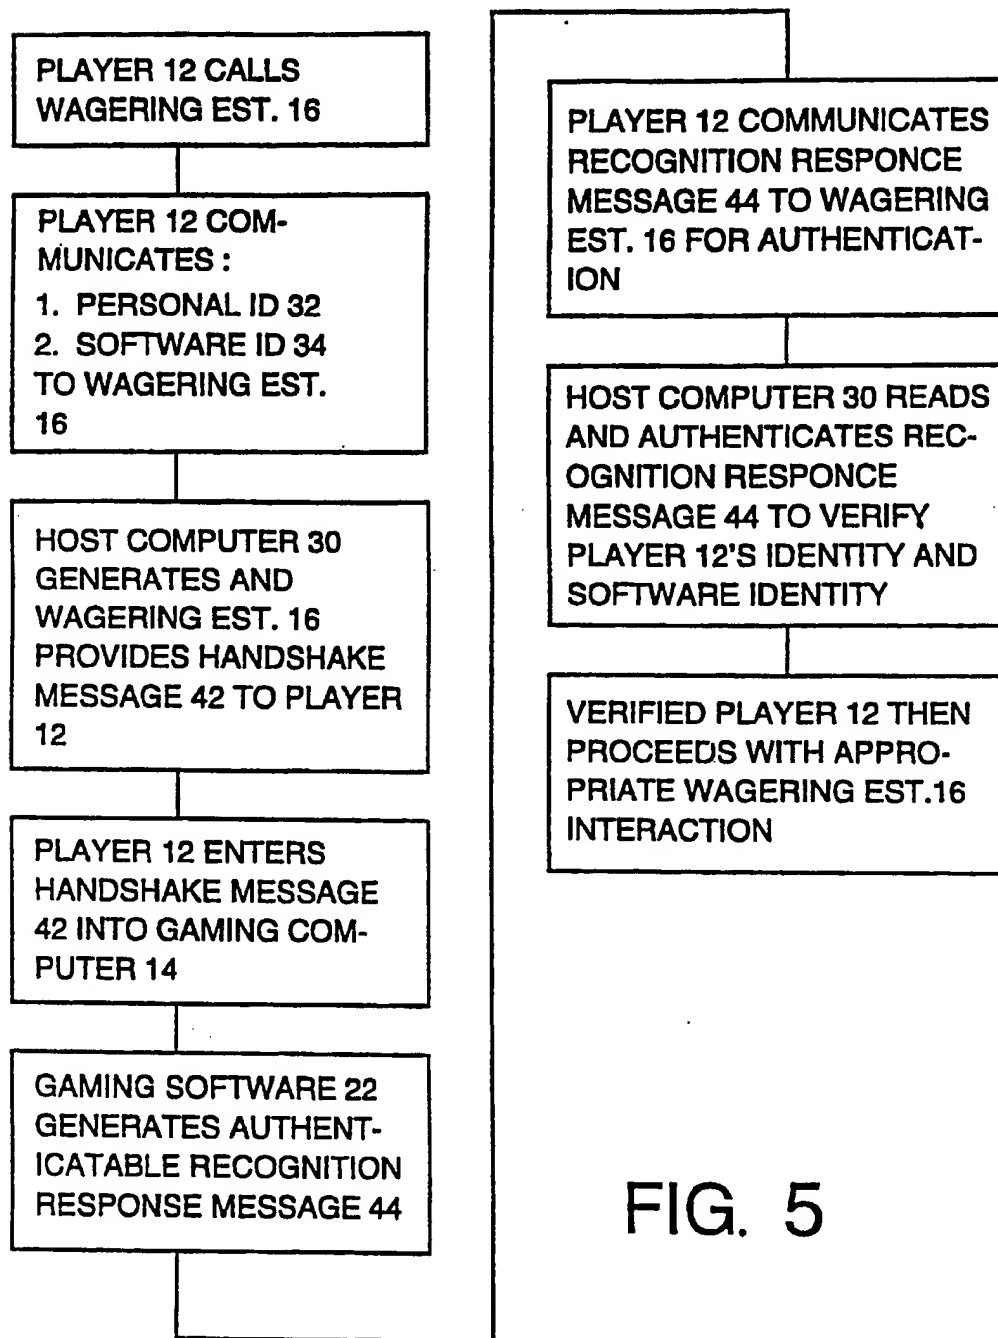 PLAYER 12 CALLS
WAGERING EST. 16
PLAYER 12 COM-
MUNICATES :
1. PERSONAL ID 32
2. SOFTWARE ID 34
TO WAGERING EST.
16
HOST COMPUTER 30
GENERATES AND
WAGERING EST. 16
PROVIDES HANDSHAKE
MESSAGE 42 TO PLAYER
12
PLAYER 12 ENTERS
HANDSHAKE MESSAGE
42 INTO GAMING COM-
PUTER 14
GAMING SOFTWARE 22
GENERATES AUTHENT-
ICATABLE RECOGNITION
RESPONSE MESSAGE 44
PLAYER 12 COMMUNICATES
RECOGNITION RESPONCE
MESSAGE 44 TO WAGERING
EST. 16 FOR AUTHENTICAT-
ION
HOST COMPUTER 30 READS
AND AUTHENTICATES REC-
OGNITION RESPONCE
MESSAGE 44 TO VERIFY
PLAYER 12'S IDENTITY AND
SOFTWARE IDENTITY
VERIFIED PLAYER 12 THEN
PROCEEDS WITH APPRO-
PRIATE WAGERING EST.16
INTERACTION
FIG. 5